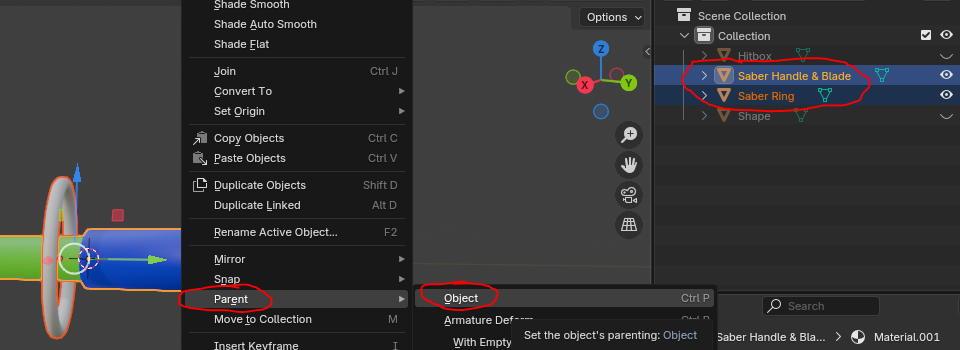 Shade Smooth
Shade Auto Smooth
Shade Flat
Join Ctrl J
Convert To
Set Origin
Copy Objects Ctrl C
Paste Objects Ctrl V
Duplicate Objects Shift D
Duplicate Linked Alt D
Rename Active Object... F2
Mirror
Snap
Parent
Move to Collection M
Insert Keyframe I
Object Ctrl P
Armature Deform Ctrl P
With Empty
Set the object's parenting: Object
Options
Z
X
Y
Scene Collection
Collection
Hitbox
Saber Handle & Blade
Saber Ring
Shape
Search
Saber Handle & Bla...
Material.001